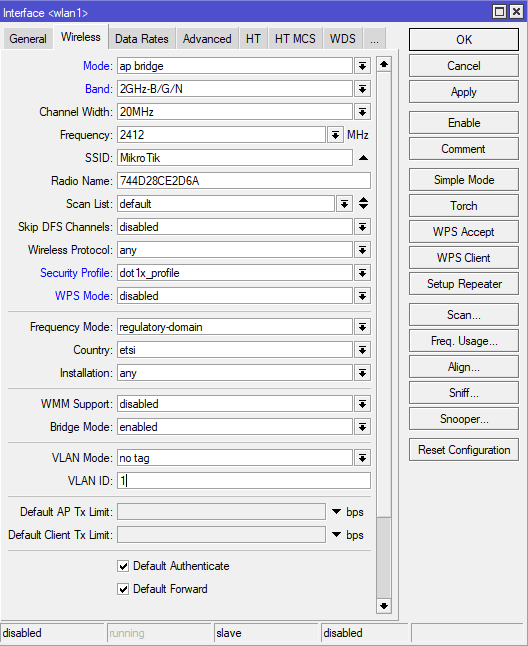 Interface <wlan1>
General Wireless Data Rates Advanced HT HT MCS WDS ...
Mode: ap bridge
Band: 2GHz-B/G/N
Channel Width: 20MHz
Frequency: 2412 MHz
SSID: MikroTik
Radio Name: 744D28CE2D6A
Scan List: default
Skip DFS Channels: disabled
Wireless Protocol: any
Security Profile: dot1x_profile
WPS Mode: disabled
Frequency Mode: regulatory-domain
Country: etsi
Installation: any
WMM Support: disabled
Bridge Mode: enabled
VLAN Mode: no tag
VLAN ID: 1
Default AP Tx Limit: bps
Default Client Tx Limit: bps
Default Authenticate
Default Forward
OK
Cancel
Apply
Enable
Comment
Simple Mode
Torch
WPS Accept
WPS Client
Setup Repeater
Scan...
Freq. Usage...
Align...
Sniff...
Snooper...
Reset Configuration
disabled running slave disabled